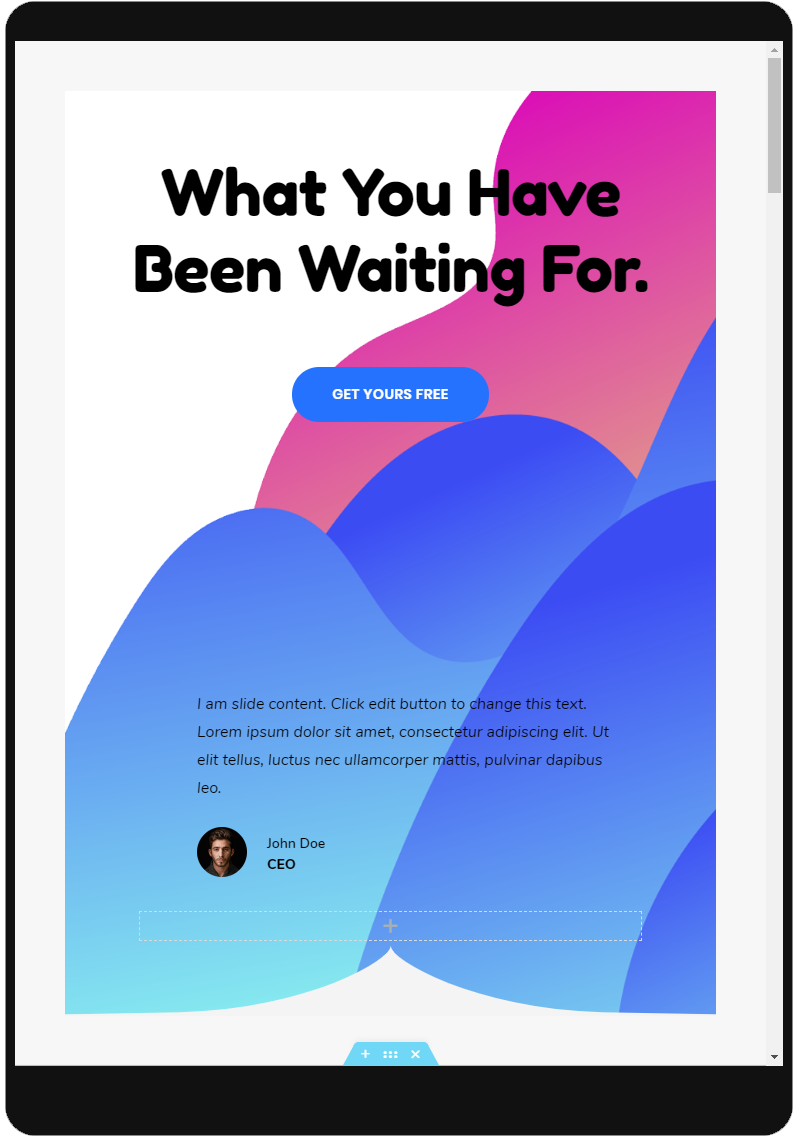 What You Have
Been Waiting For.
GET YOURS FREE
I am slide content. Click edit button to change this text.
Lorem ipsum dolor sit amet, consectetur adipiscing elit. Ut
elit tellus, luctus nec ullamcorper mattis, pulvinar dapibus
leo.
John Doe
CEO